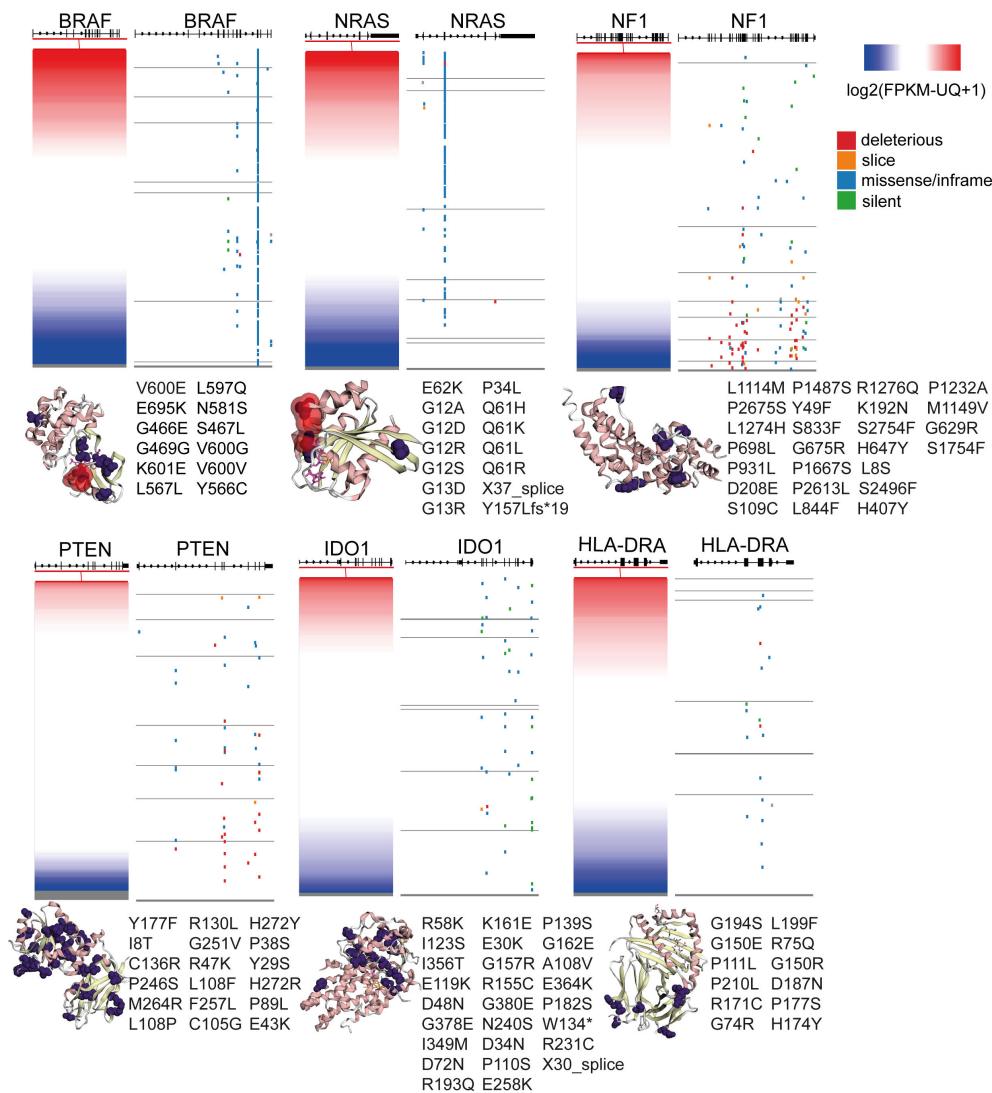 BRAF BRAF NRAS NRAS NF1 NF1
log2(FPKM-UQ+1)
deleterious
slice
missense/inframe
silent
V600E L597Q
E695K N581S
G466E S467L
G469G V600G
K601E V600V
L567L Y566C
E62K P34L
G12A Q61H
G12D Q61K
G12R Q61L
G12S Q61R
G13D X37_splice
G13R Y157Lfs*19
L1114M P1487S R1276Q P1232A
P2675S Y49F K192N M1149V
L1274H S833F S2754F G629R
P698L G675R H647Y S1754F
P931L P1667S L8S
D208E P2613L S2496F
S109C L844F H407Y
PTEN PTEN IDO1 IDO1 HLA-DRA HLA-DRA
Y177F R130L H272Y
I8T G251V P38S
C136R R47K Y29S
P246S L108F H272R
M264R F257L P89L
L108P C105G E43K
R58K K161E P139S
I123S E30K G162E
I356T G157R A108V
E119K R155C E364K
D48N G380E P182S
G378E N240S W134*
I349M D34N R231C
D72N P110S X30_splice
R193Q E258K
G194S L199F
G150E R75Q
P111L G150R
P210L D187N
R171C P177S
G74R H174Y